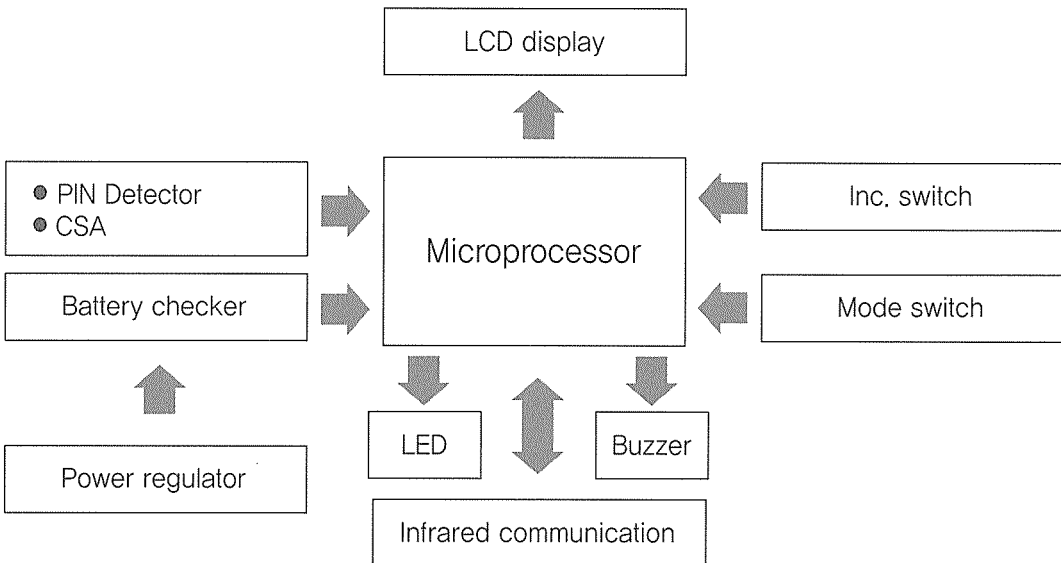 LCD display
● PIN Detector
● CSA
Microprocessor
Inc. switch
Battery checker
Mode switch
LED
Buzzer
Power regulator
Infrared communication